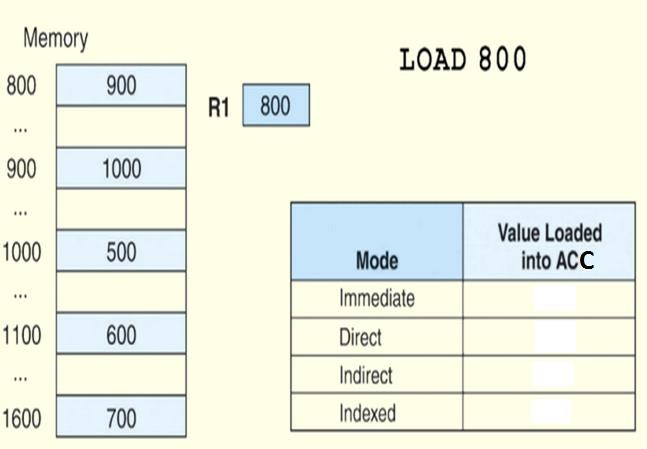 Memory
LOAD 800
800 900
R1 800
...
900 1000
...
1000 500
...
1100 600
...
1600 700
Mode Value Loaded into ACC
Immediate
Direct
Indirect
Indexed